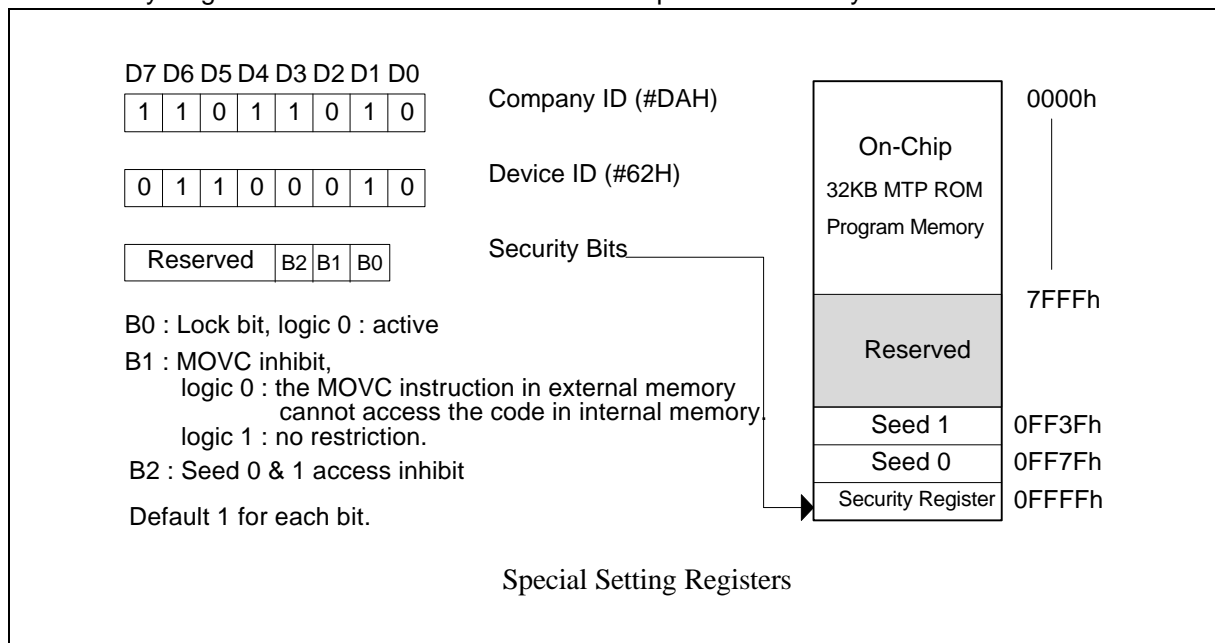 D7 D6 D5 D4 D3 D2 D1 D0
1 1 0 1 1 0 1 0
Company ID (#DAH)
0 1 1 0 0 0 1 0
Device ID (#62H)
Reserved B2 B1 B0
Security Bits
B0 : Lock bit, logic 0 : active
B1 : MOVC inhibit,
logic 0 : the MOVC instruction in external memory
cannot access the code in internal memory.
logic 1 : no restriction.
B2 : Seed 0 & 1 access inhibit
Default 1 for each bit.
On-Chip
32KB MTP ROM
Program Memory
0000h
7FFFh
Reserved
Seed 1
0FF3Fh
Seed 0
0FF7Fh
Security Register
0FFFFh
Special Setting Registers